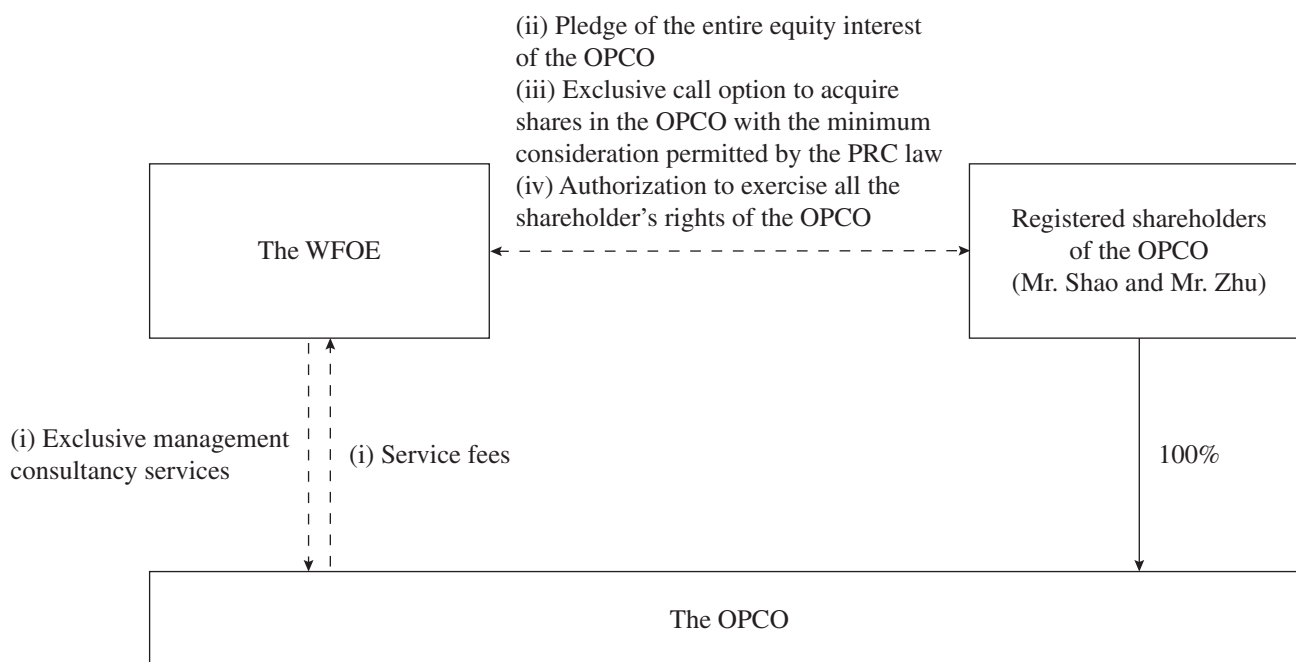 (ii) Pledge of the entire equity interest
of the OPCO
(iii) Exclusive call option to acquire
shares in the OPCO with the minimum
consideration permitted by the PRC law
(iv) Authorization to exercise all the
shareholder’s rights of the OPCO
The WFOE
Registered shareholders
of the OPCO
(Mr. Shao and Mr. Zhu)
(i) Exclusive management
consultancy services
(i) Service fees
100%
The OPCO